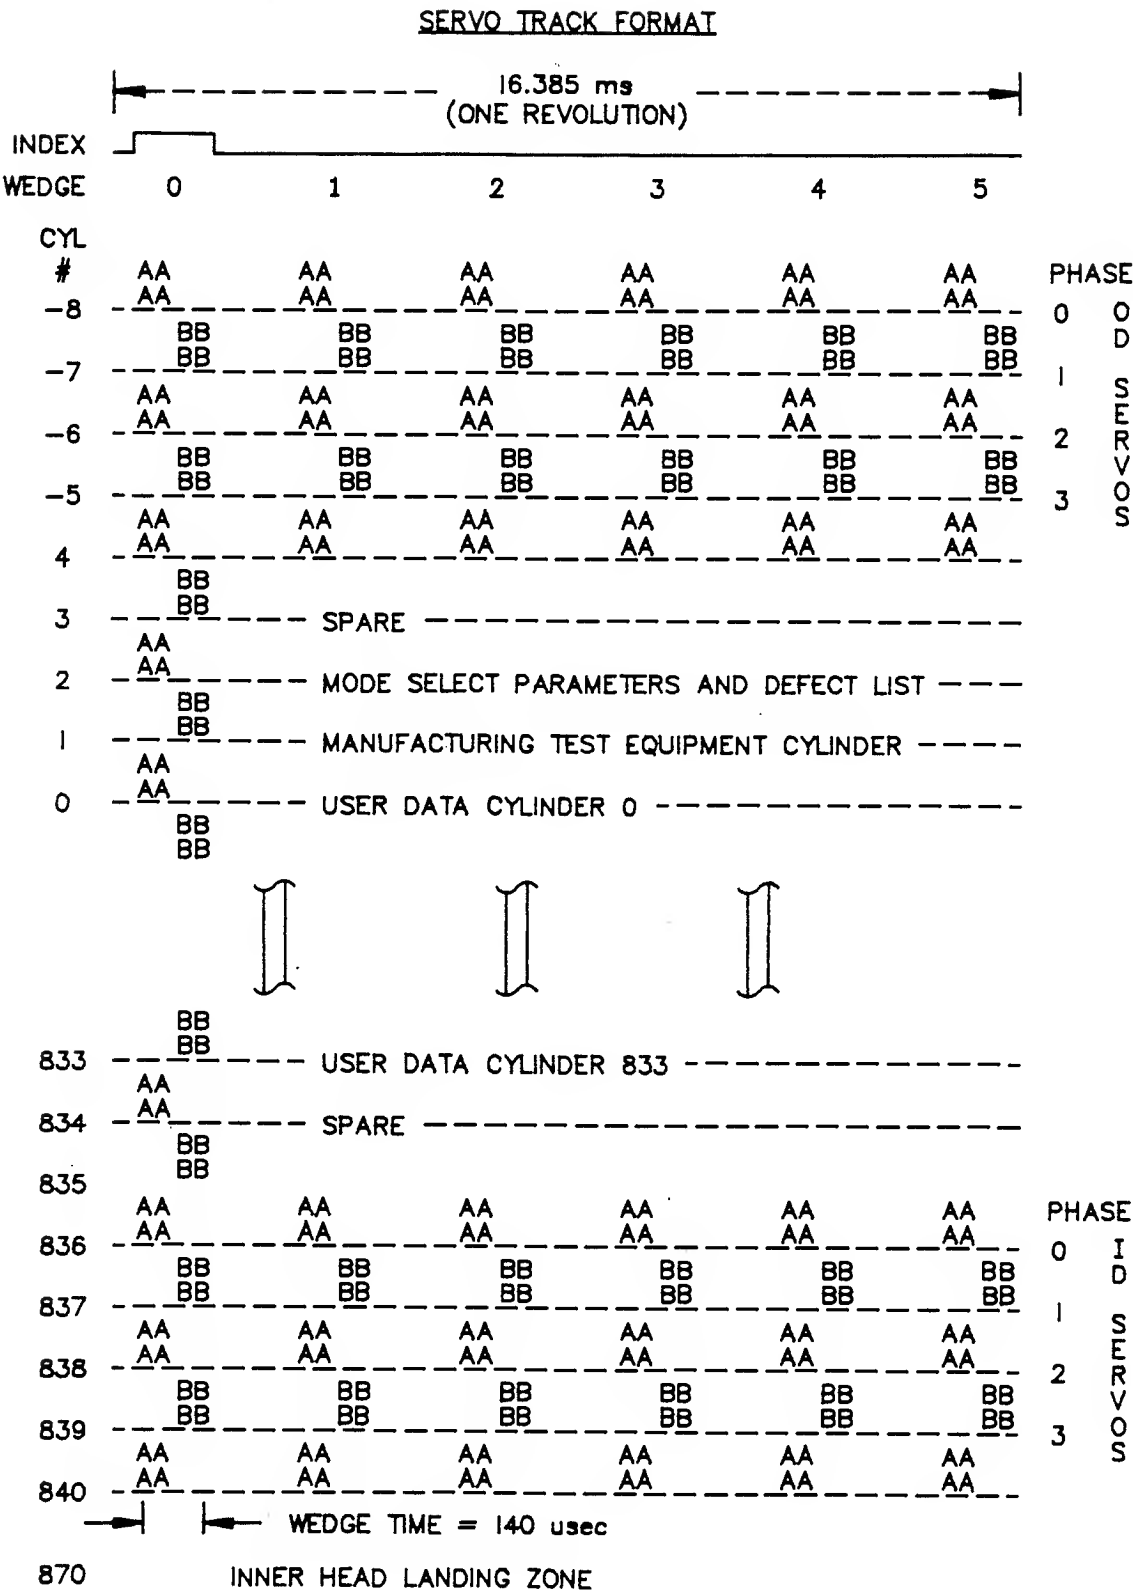 SERVO TRACK FORMAT
16.385 ms
(ONE REVOLUTION)
INDEX
WEDGE 0 1 2 3 4 5
CYL
# AA AA AA AA AA AA PHASE
AA AA AA AA AA AA
-8 0
BB BB BB BB BB BB
BB BB BB BB BB BB
-7 1
AA AA AA AA AA AA
AA AA AA AA AA AA
-6 2
BB BB BB BB BB BB
BB BB BB BB BB BB
-5 3
OD SERVOS
AA AA AA AA AA AA
AA AA AA AA AA AA
4
BB
BB
3 SPARE
AA
AA
2 MODE SELECT PARAMETERS AND DEFECT LIST
BB
BB
1 MANUFACTURING TEST EQUIPMENT CYLINDER
AA
AA
0 USER DATA CYLINDER 0
BB
BB
BB
BB
833 USER DATA CYLINDER 833
AA
AA
834 SPARE
BB
BB
835
AA AA AA AA AA AA PHASE
AA AA AA AA AA AA
836 0
BB BB BB BB BB BB
BB BB BB BB BB BB
837 1
AA AA AA AA AA AA
AA AA AA AA AA AA
838 2
BB BB BB BB BB BB
BB BB BB BB BB BB
839 3
ID SERVOS
AA AA AA AA AA AA
AA AA AA AA AA AA
840
WEDGE TIME = 140 usec
870 INNER HEAD LANDING ZONE